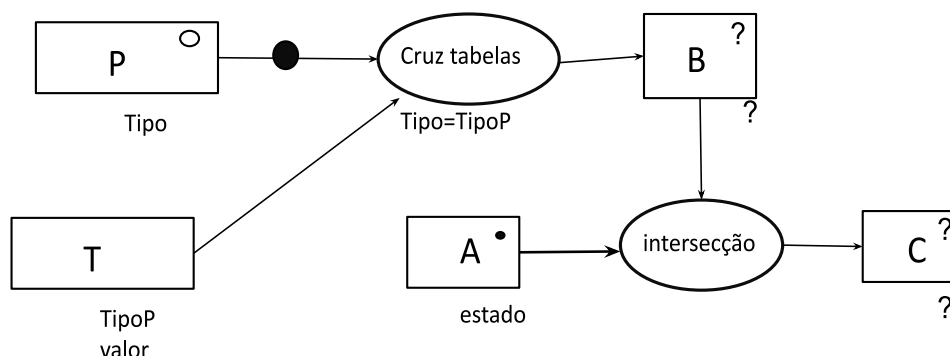 P
?
Cruz tabelas
B
?
Tipo
Tipo=TipoP
T
A
intersecção
?
C
?
TipoP
estado
valor